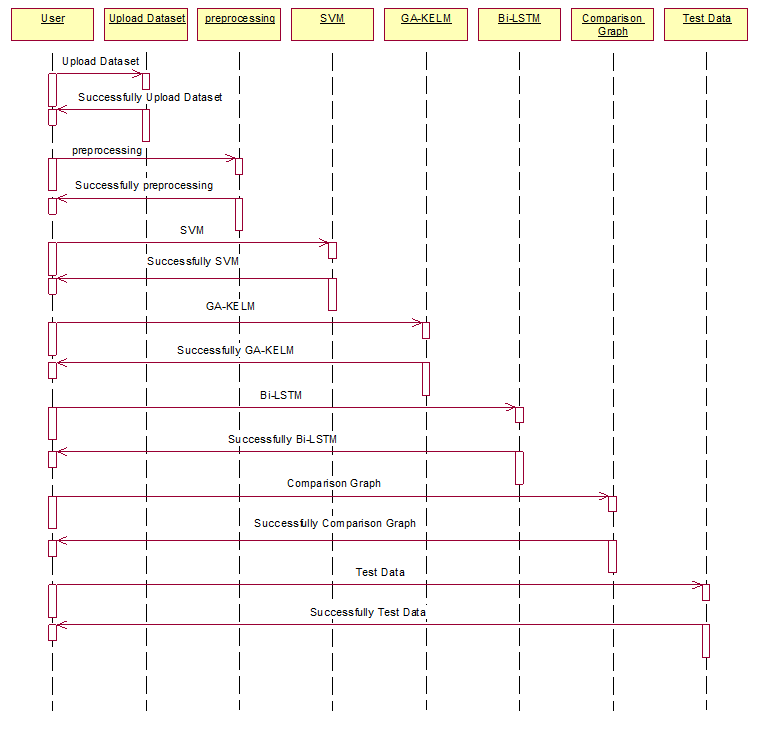 User
Upload Dataset
preprocessing
SVM
GA-KELM
Bi-LSTM
Comparison
Graph
Test Data
Upload Dataset
Successfully Upload Dataset
preprocessing
Successfully preprocessing
SVM
Successfully SVM
GA-KELM
Successfully GA-KELM
Bi-LSTM
Successfully Bi-LSTM
Comparison Graph
Successfully Comparison Graph
Test Data
Successfully Test Data